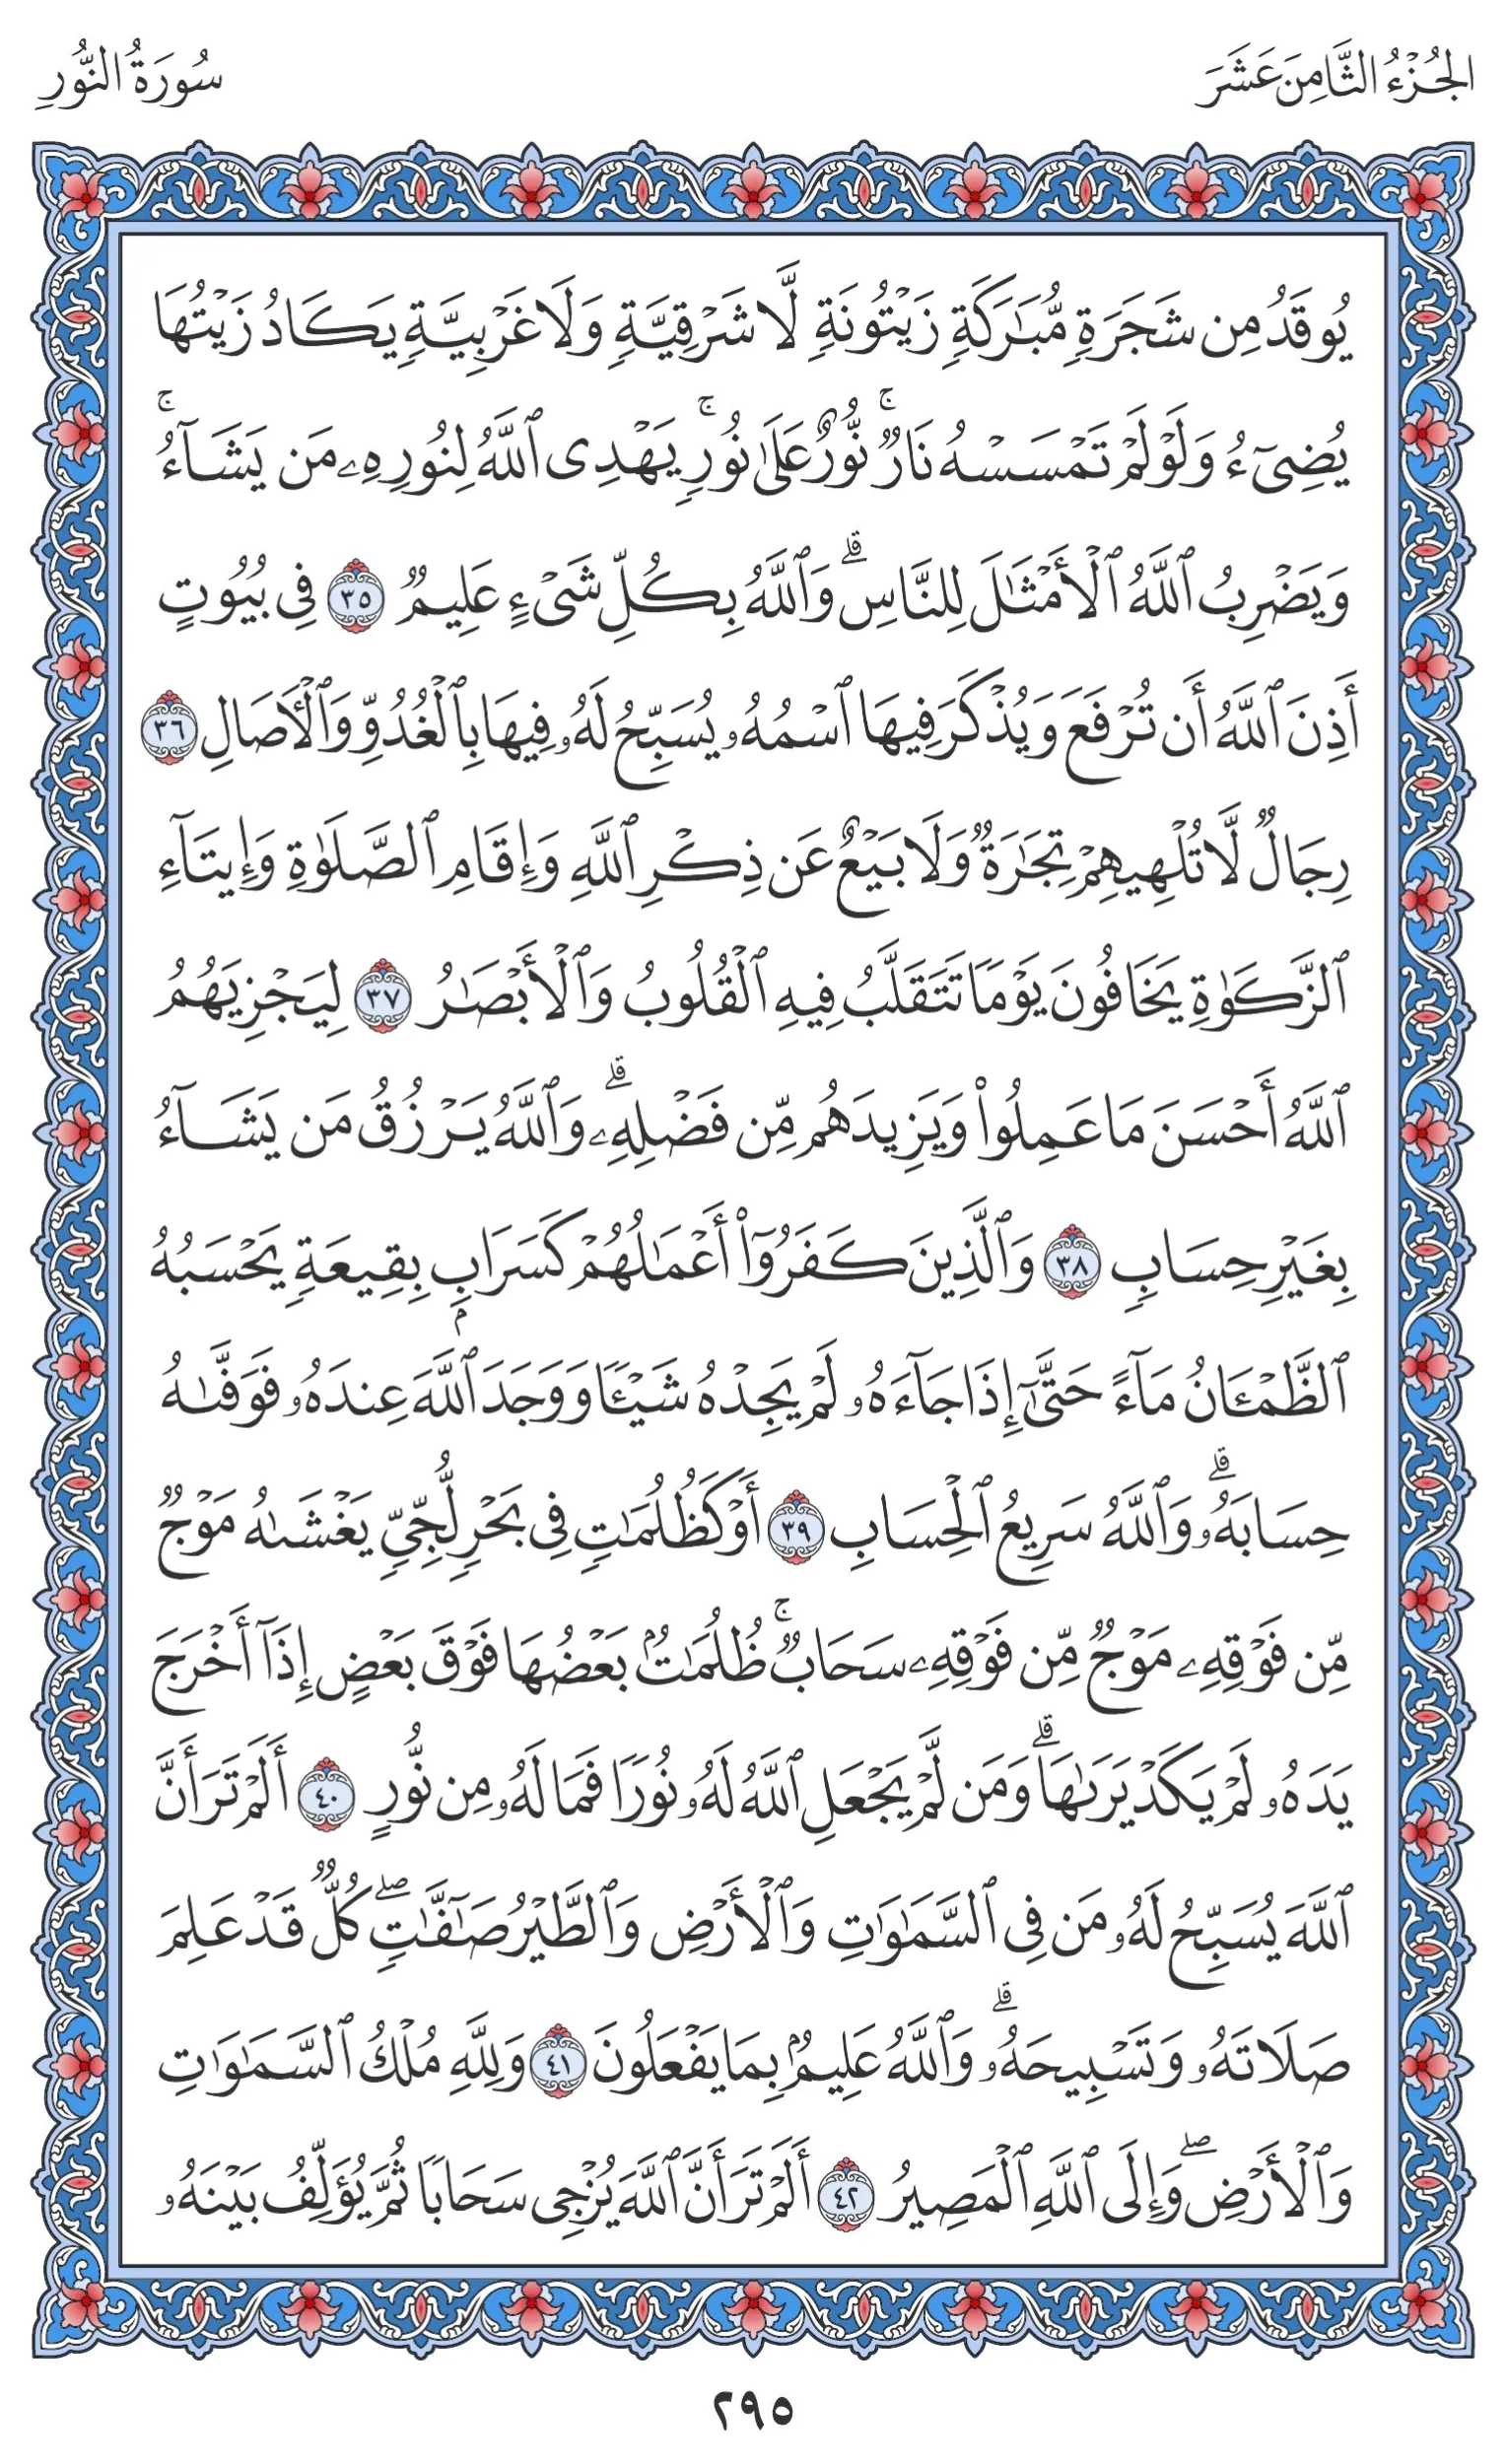 الجُزْءُ الثَّامِنَ عَشَرَ
سُورَةُ النُّورِ
يُوقَدُ مِن شَجَرَةٍ مُّبَٰرَكَةٍ زَيْتُونَةٍ لَّا شَرْقِيَّةٍ وَلَا غَرْبِيَّةٍ يَكَادُ زَيْتُهَا
يُضِىٓءُ وَلَوْ لَمْ تَمْسَسْهُ نَارٌ ۚ نُّورٌ عَلَىٰ نُورٍ ۚ يَهْدِى ٱللَّهُ لِنُورِهِۦ مَن يَشَآءُ ۚ
وَيَضْرِبُ ٱللَّهُ ٱلْأَمْثَٰلَ لِلنَّاسِ ۗ وَٱللَّهُ بِكُلِّ شَىْءٍ عَلِيمٌ ٣٥ فِى بُيُوتٍ
أَذِنَ ٱللَّهُ أَن تُرْفَعَ وَيُذْكَرَ فِيهَا ٱسْمُهُۥ يُسَبِّحُ لَهُۥ فِيهَا بِٱلْغُدُوِّ وَٱلْأَٓصَالِ ٣٦
رِجَالٌ لَّا تُلْهِيهِمْ تِجَٰرَةٌ وَلَا بَيْعٌ عَن ذِكْرِ ٱللَّهِ وَإِقَامِ ٱلصَّلَوٰةِ وَإِيتَآءِ
ٱلزَّكَوٰةِ يَخَافُونَ يَوْمًا تَتَقَلَّبُ فِيهِ ٱلْقُلُوبُ وَٱلْأَبْصَٰرُ ٣٧ لِيَجْزِيَهُمُ
ٱللَّهُ أَحْسَنَ مَا عَمِلُوا۟ وَيَزِيدَهُم مِّن فَضْلِهِۦ ۗ وَٱللَّهُ يَرْزُقُ مَن يَشَآءُ
بِغَيْرِ حِسَابٍ ٣٨ وَٱلَّذِينَ كَفَرُوٓا۟ أَعْمَٰلُهُمْ كَسَرَابٍۭ بِقِيعَةٍ يَحْسَبُهُ
ٱلظَّمْـَٔانُ مَآءً حَتَّىٰٓ إِذَا جَآءَهُۥ لَمْ يَجِدْهُ شَيْـًٔا وَوَجَدَ ٱللَّهَ عِندَهُۥ فَوَفَّىٰهُ
حِسَابَهُۥ ۗ وَٱللَّهُ سَرِيعُ ٱلْحِسَابِ ٣٩ أَوْ كَظُلُمَٰتٍ فِى بَحْرٍ لُّجِّىٍّ يَغْشَىٰهُ مَوْجٌ
مِّن فَوْقِهِۦ مَوْجٌ مِّن فَوْقِهِۦ سَحَابٌ ۚ ظُلُمَٰتٌۢ بَعْضُهَا فَوْقَ بَعْضٍ إِذَآ أَخْرَجَ
يَدَهُۥ لَمْ يَكَدْ يَرَىٰهَا ۗ وَمَن لَّمْ يَجْعَلِ ٱللَّهُ لَهُۥ نُورًا فَمَا لَهُۥ مِن نُّورٍ ٤٠ أَلَمْ تَرَ أَنَّ
ٱللَّهَ يُسَبِّحُ لَهُۥ مَن فِى ٱلسَّمَٰوَٰتِ وَٱلْأَرْضِ وَٱلطَّيْرُ صَٰٓفَّٰتٍ ۖ كُلٌّ قَدْ عَلِمَ
صَلَاتَهُۥ وَتَسْبِيحَهُۥ ۗ وَٱللَّهُ عَلِيمٌۢ بِمَا يَفْعَلُونَ ٤١ وَلِلَّهِ مُلْكُ ٱلسَّمَٰوَٰتِ
وَٱلْأَرْضِ ۖ وَإِلَى ٱللَّهِ ٱلْمَصِيرُ ٤٢ أَلَمْ تَرَ أَنَّ ٱللَّهَ يُزْجِى سَحَابًا ثُمَّ يُؤَلِّفُ بَيْنَهُۥ
٢٩٥